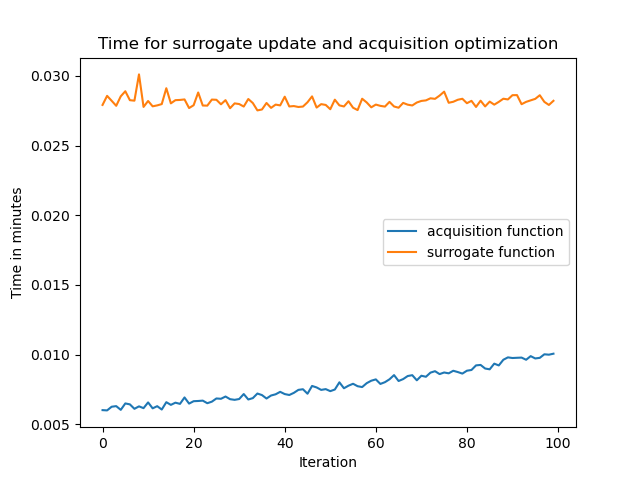 Time for surrogate update and acquisition optimization
0.030
0.025
0.020
0.015
0.010
0.005
Time in minutes
acquisition function
surrogate function
0 20 40 60 80 100
Iteration